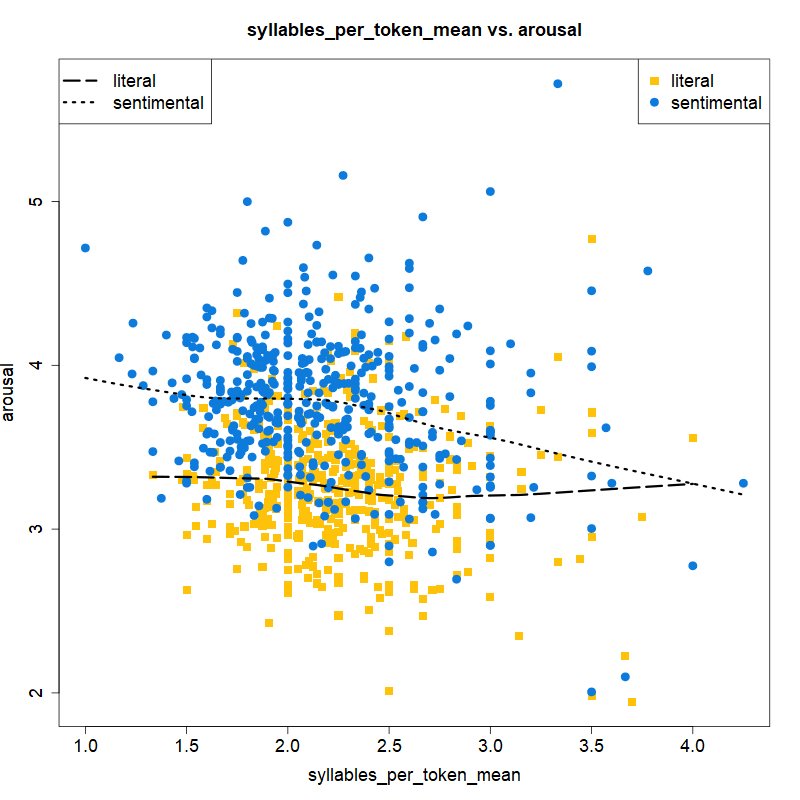 syllables_per_token_mean vs. arousal
literal
sentimental
literal
sentimental
arousal
5
4
3
2
1.0 1.5 2.0 2.5 3.0 3.5 4.0
syllables_per_token_mean